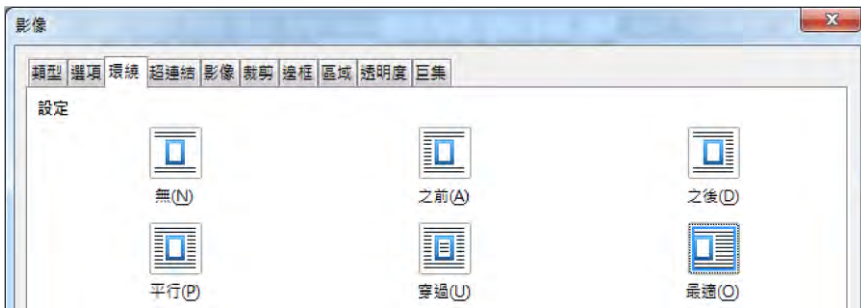 影像
類型 選項 環繞 超連結 影像 裁剪 邊框 區域 透明度 巨集
設定
無(N) 之前(A) 之後(D)
平行(P) 穿過(U) 最適(O)